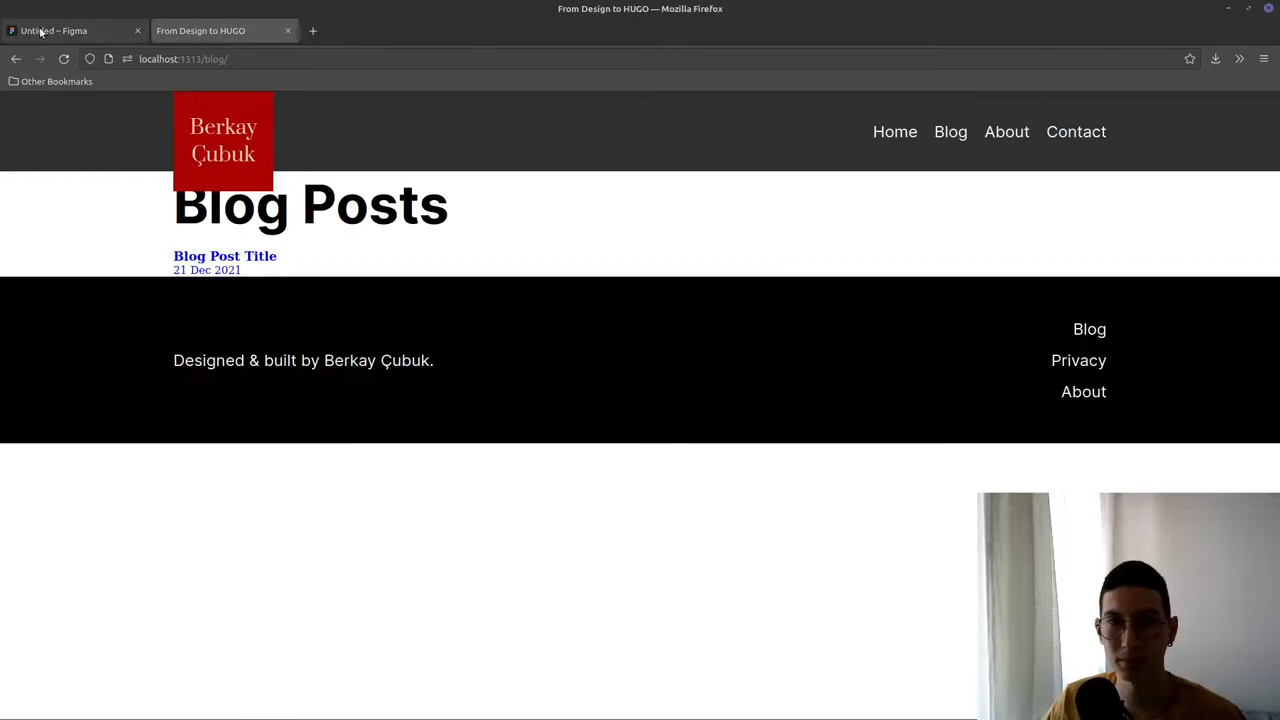 From Design to HUGO — Mozilla Firefox
Untitled – Figma
From Design to HUGO
localhost:1313/blog/
Other Bookmarks
Berkay
Çubuk
Home Blog About Contact
Blog Posts
Blog Post Title
21 Dec 2021
Blog
Designed & built by Berkay Çubuk.
Privacy
About